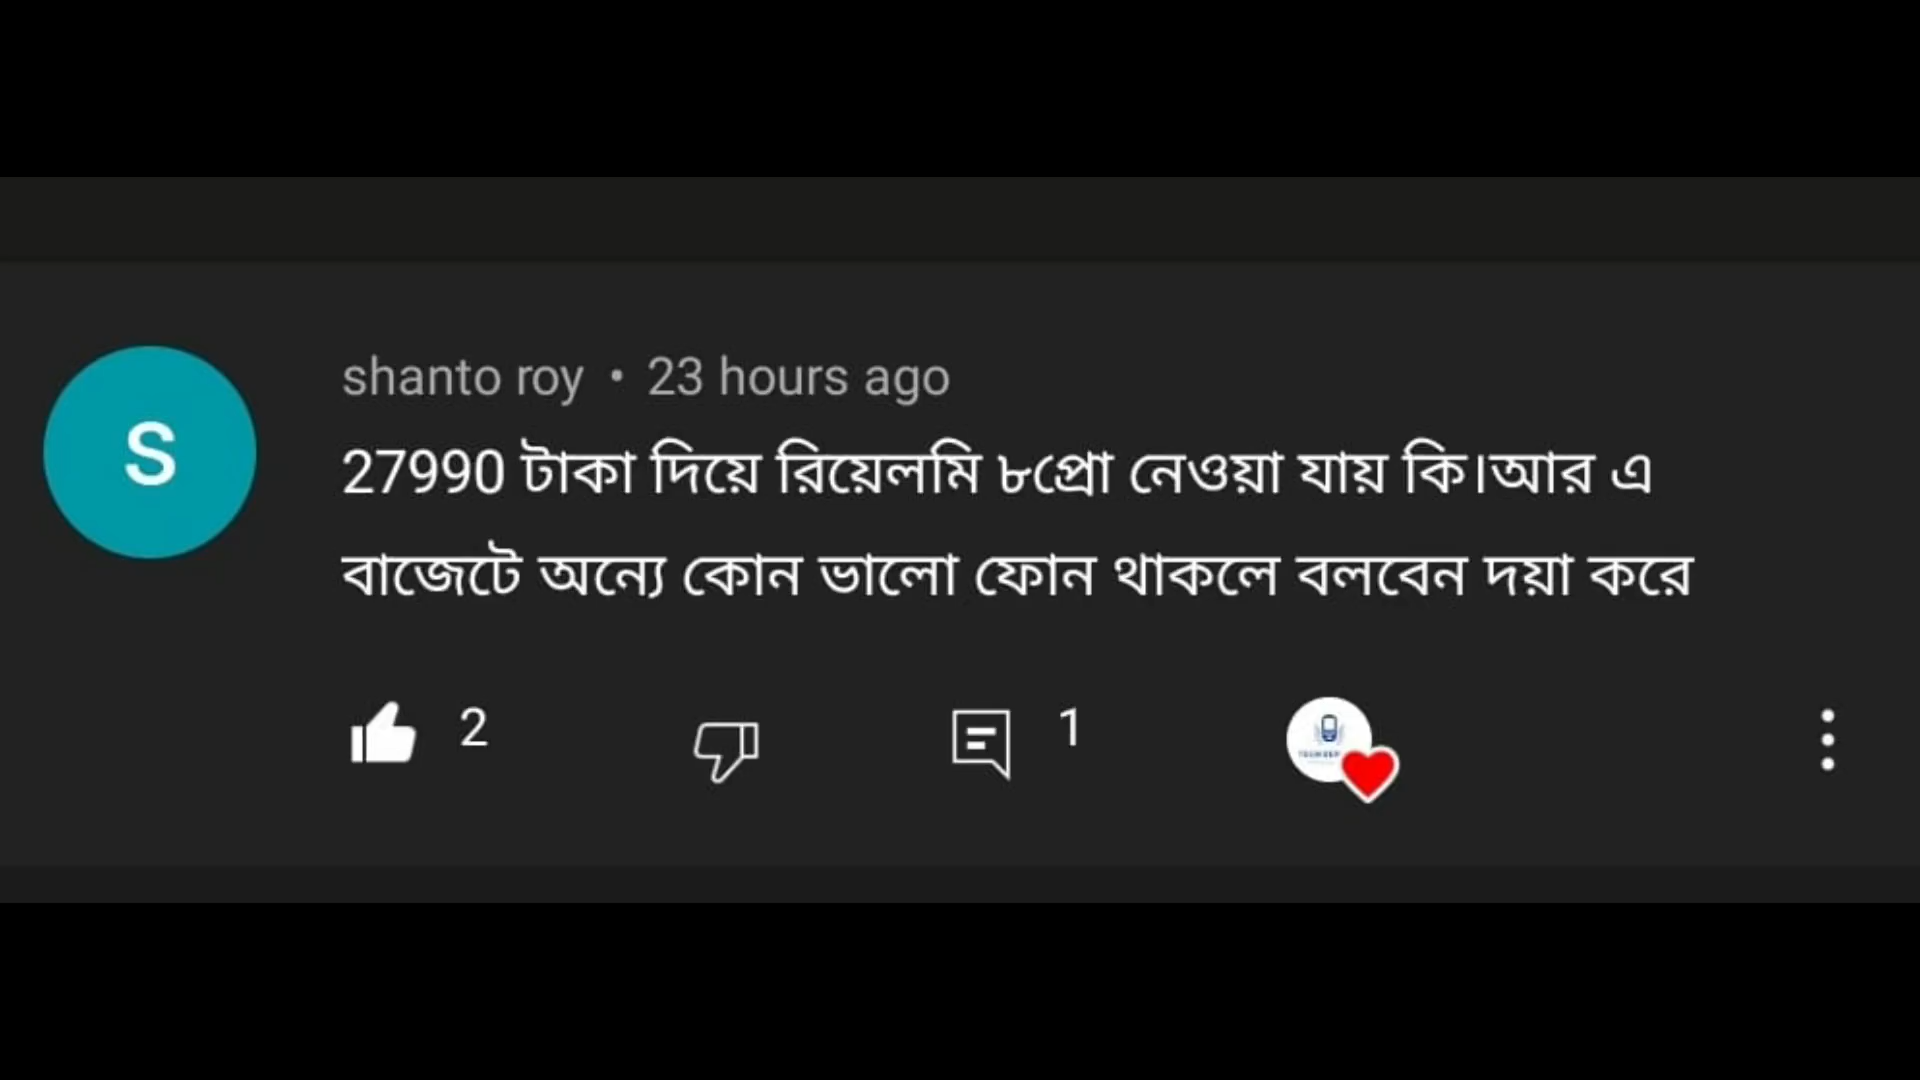 S
shanto roy • 23 hours ago
27990 টাকা দিয়ে রিয়েলমি ৮প্রো নেওয়া যায় কি।আর এ
বাজেটে অন্যে কোন ভালো ফোন থাকলে বলবেন দয়া করে
2
1